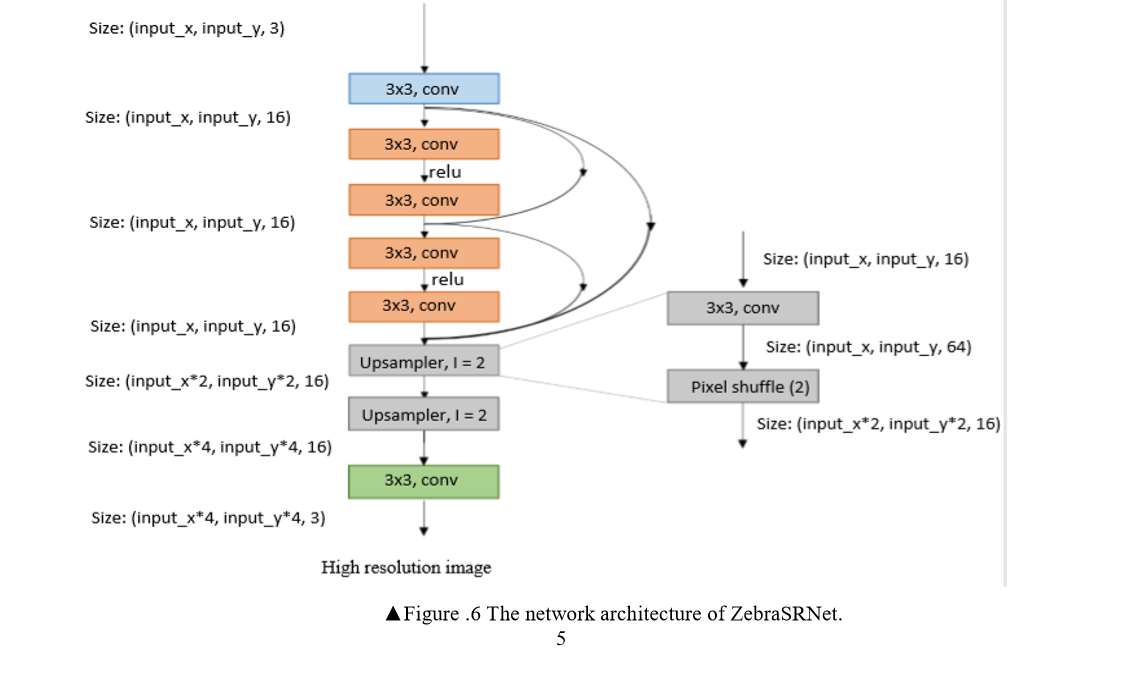 Size: (input_x, input_y, 3)
3x3, conv
Size: (input_x, input_y, 16)
3x3, conv
relu
3x3, conv
Size: (input_x, input_y, 16)
3x3, conv
relu
3x3, conv
Size: (input_x, input_y, 16)
Upsampler, I = 2
Size: (input_x*2, input_y*2, 16)
Upsampler, I = 2
Size: (input_x*4, input_y*4, 16)
3x3, conv
Size: (input_x*4, input_y*4, 3)
High resolution image
Size: (input_x, input_y, 16)
3x3, conv
Size: (input_x, input_y, 64)
Pixel shuffle (2)
Size: (input_x*2, input_y*2, 16)
▲Figure .6 The network architecture of ZebraSRNet.
5